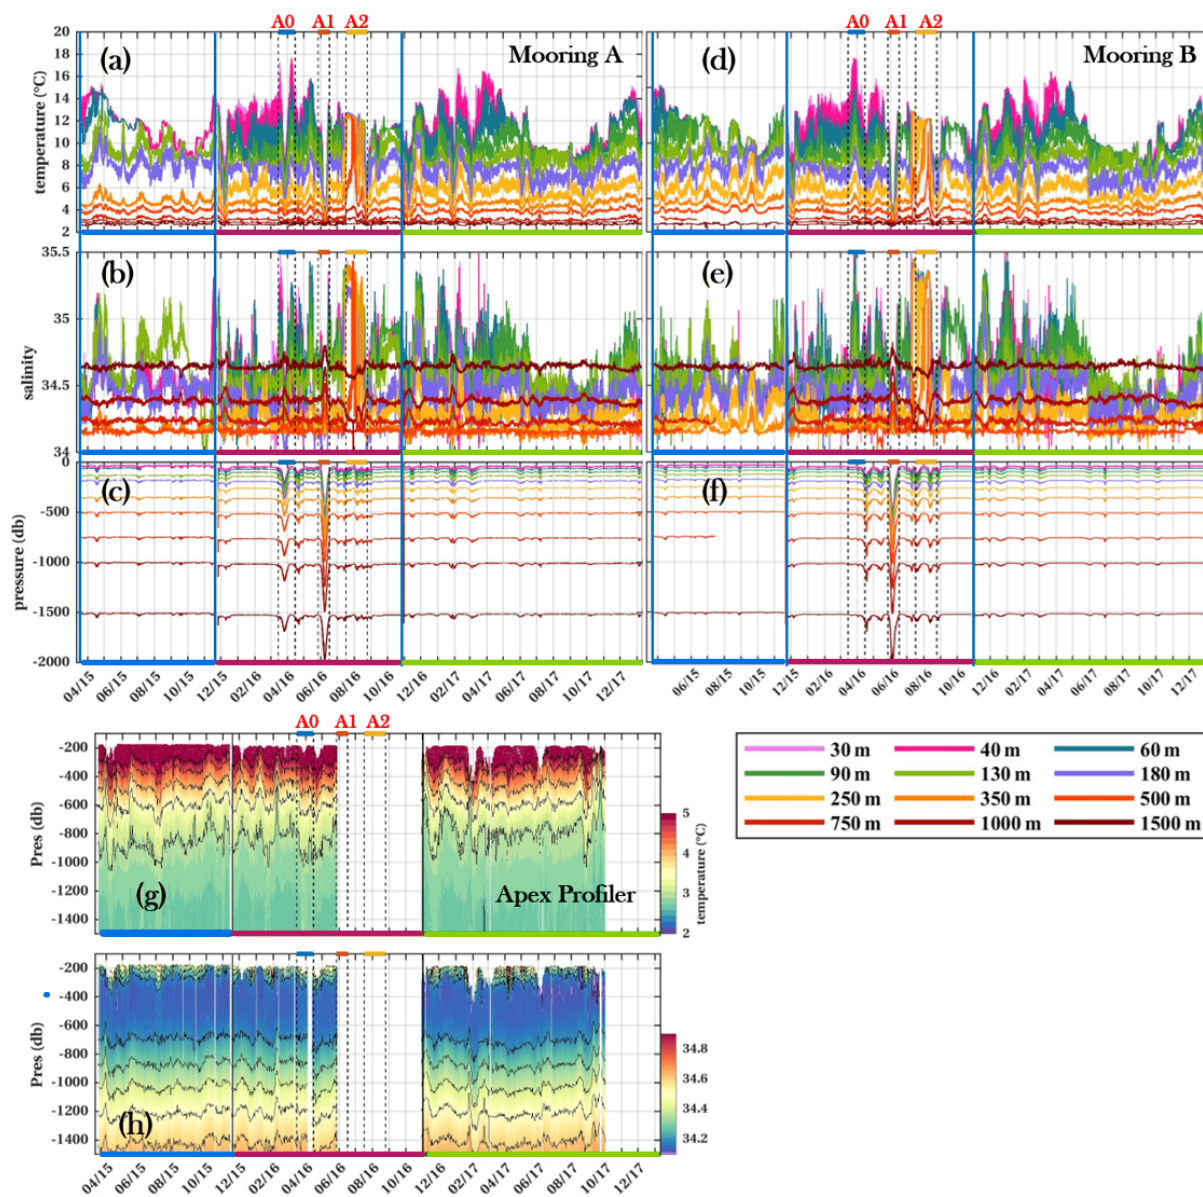 A0 A1 A2 A0 A1 A2
(a) Mooring A (d) Mooring B
20
18
16
14
12
10
8
6
4
2
temperature (°C)
temperature (°C)
(b) (e)
35.5
35
34.5
34
salinity
salinity
(c) (f)
0
-500
-1000
-1500
-2000
pressure (db)
pressure (db)
04/15 06/15 08/15 10/15 12/15 02/16 04/16 06/16 08/16 10/16 12/16 02/17 04/17 06/17 08/17 10/17 12/17
06/15 08/15 10/15 12/15 02/16 04/16 06/16 08/16 10/16 12/16 02/17 04/17 06/17 08/17 10/17 12/17
A0 A1 A2
-200
-400
-600
-800
-1000
-1200
-1400
Pres (db)
(g) Apex Profiler
5
4
3
2
temperature (°C)
30 m 40 m 60 m
90 m 130 m 180 m
250 m 350 m 500 m
750 m 1000 m 1500 m
-200
-400
-600
-800
-1000
-1200
-1400
Pres (db)
(h)
34.8
34.6
34.4
34.2
04/15 06/15 08/15 10/15 12/15 02/16 04/16 06/16 08/16 10/16 12/16 02/17 04/17 06/17 08/17 10/17 12/17